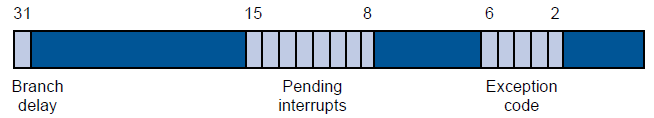 31 15 8 6 2
Branch delay
Pending interrupts
Exception code